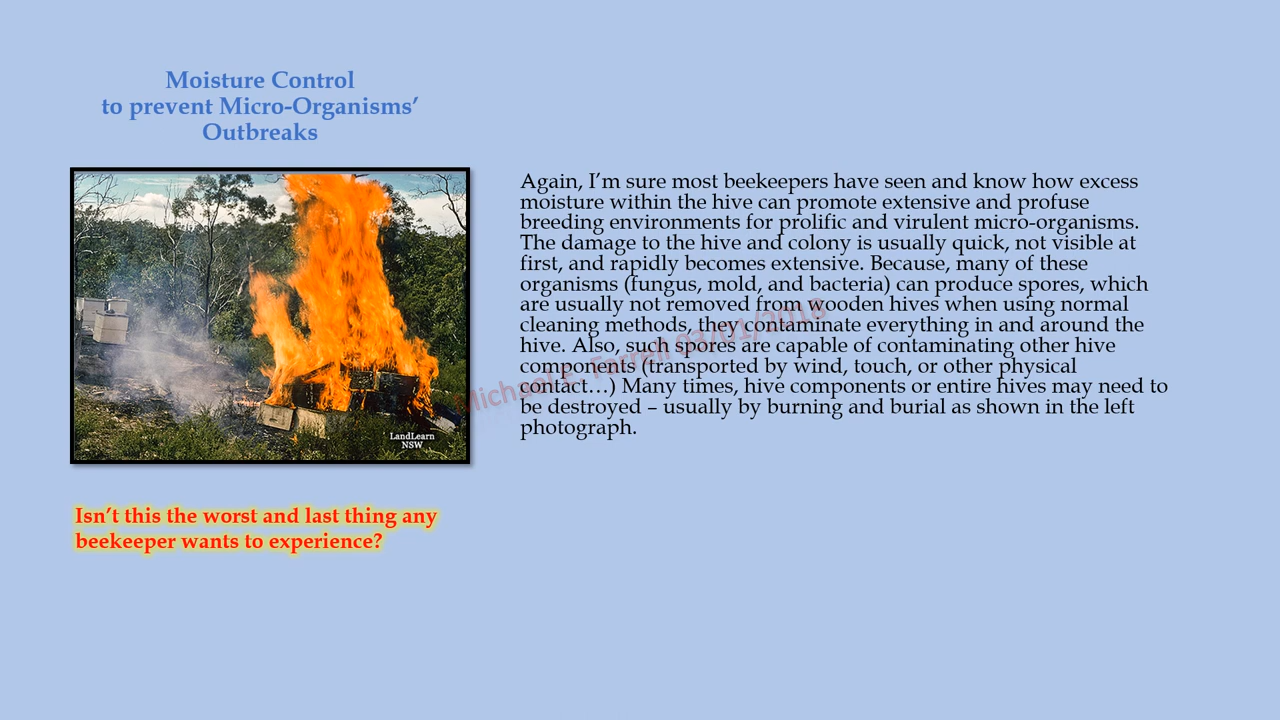 Moisture Control
to prevent Micro-Organisms’
Outbreaks
Again, I’m sure most beekeepers have seen and know how excess
moisture within the hive can promote extensive and profuse
breeding environments for prolific and virulent micro-organisms.
The damage to the hive and colony is usually quick, not visible at
first, and rapidly becomes extensive. Because, many of these
organisms (fungus, mold, and bacteria) can produce spores, which
are usually not removed from wooden hives when using normal
cleaning methods, they contaminate everything in and around the
hive. Also, such spores are capable of contaminating other hive
components (transported by wind, touch, or other physical
contact…) Many times, hive components or entire hives may need to
be destroyed – usually by burning and burial as shown in the left
photograph.
LandLearn
NSW
Isn’t this the worst and last thing any
beekeeper wants to experience?
Michael Farrell 03/01/2018